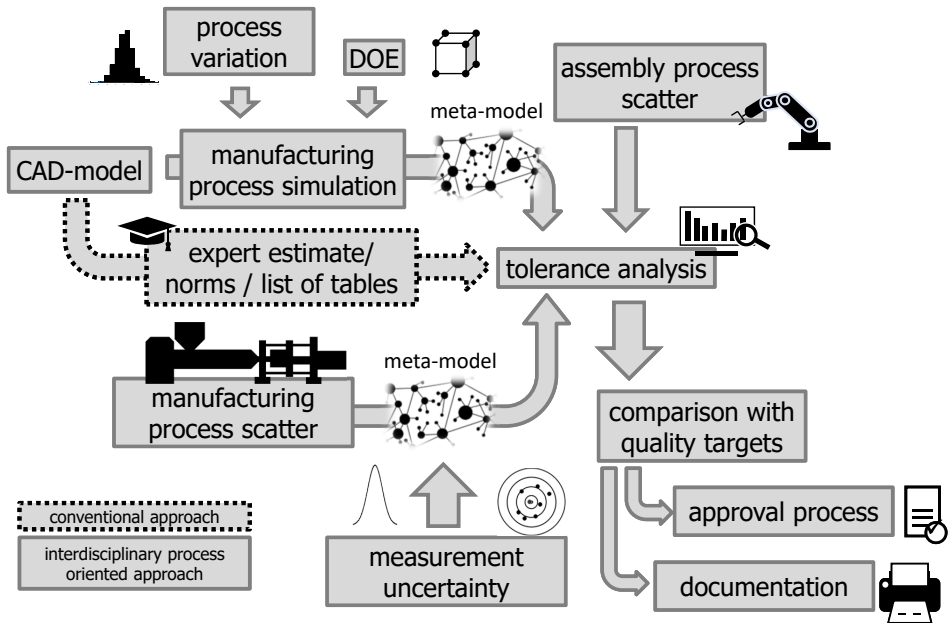 process
variation
DOE
assembly process
scatter
meta-model
CAD-model
manufacturing
process simulation
expert estimate/
norms / list of tables
tolerance analysis
meta-model
manufacturing
process scatter
comparison with
quality targets
conventional approach
interdisciplinary process
oriented approach
measurement
uncertainty
approval process
documentation